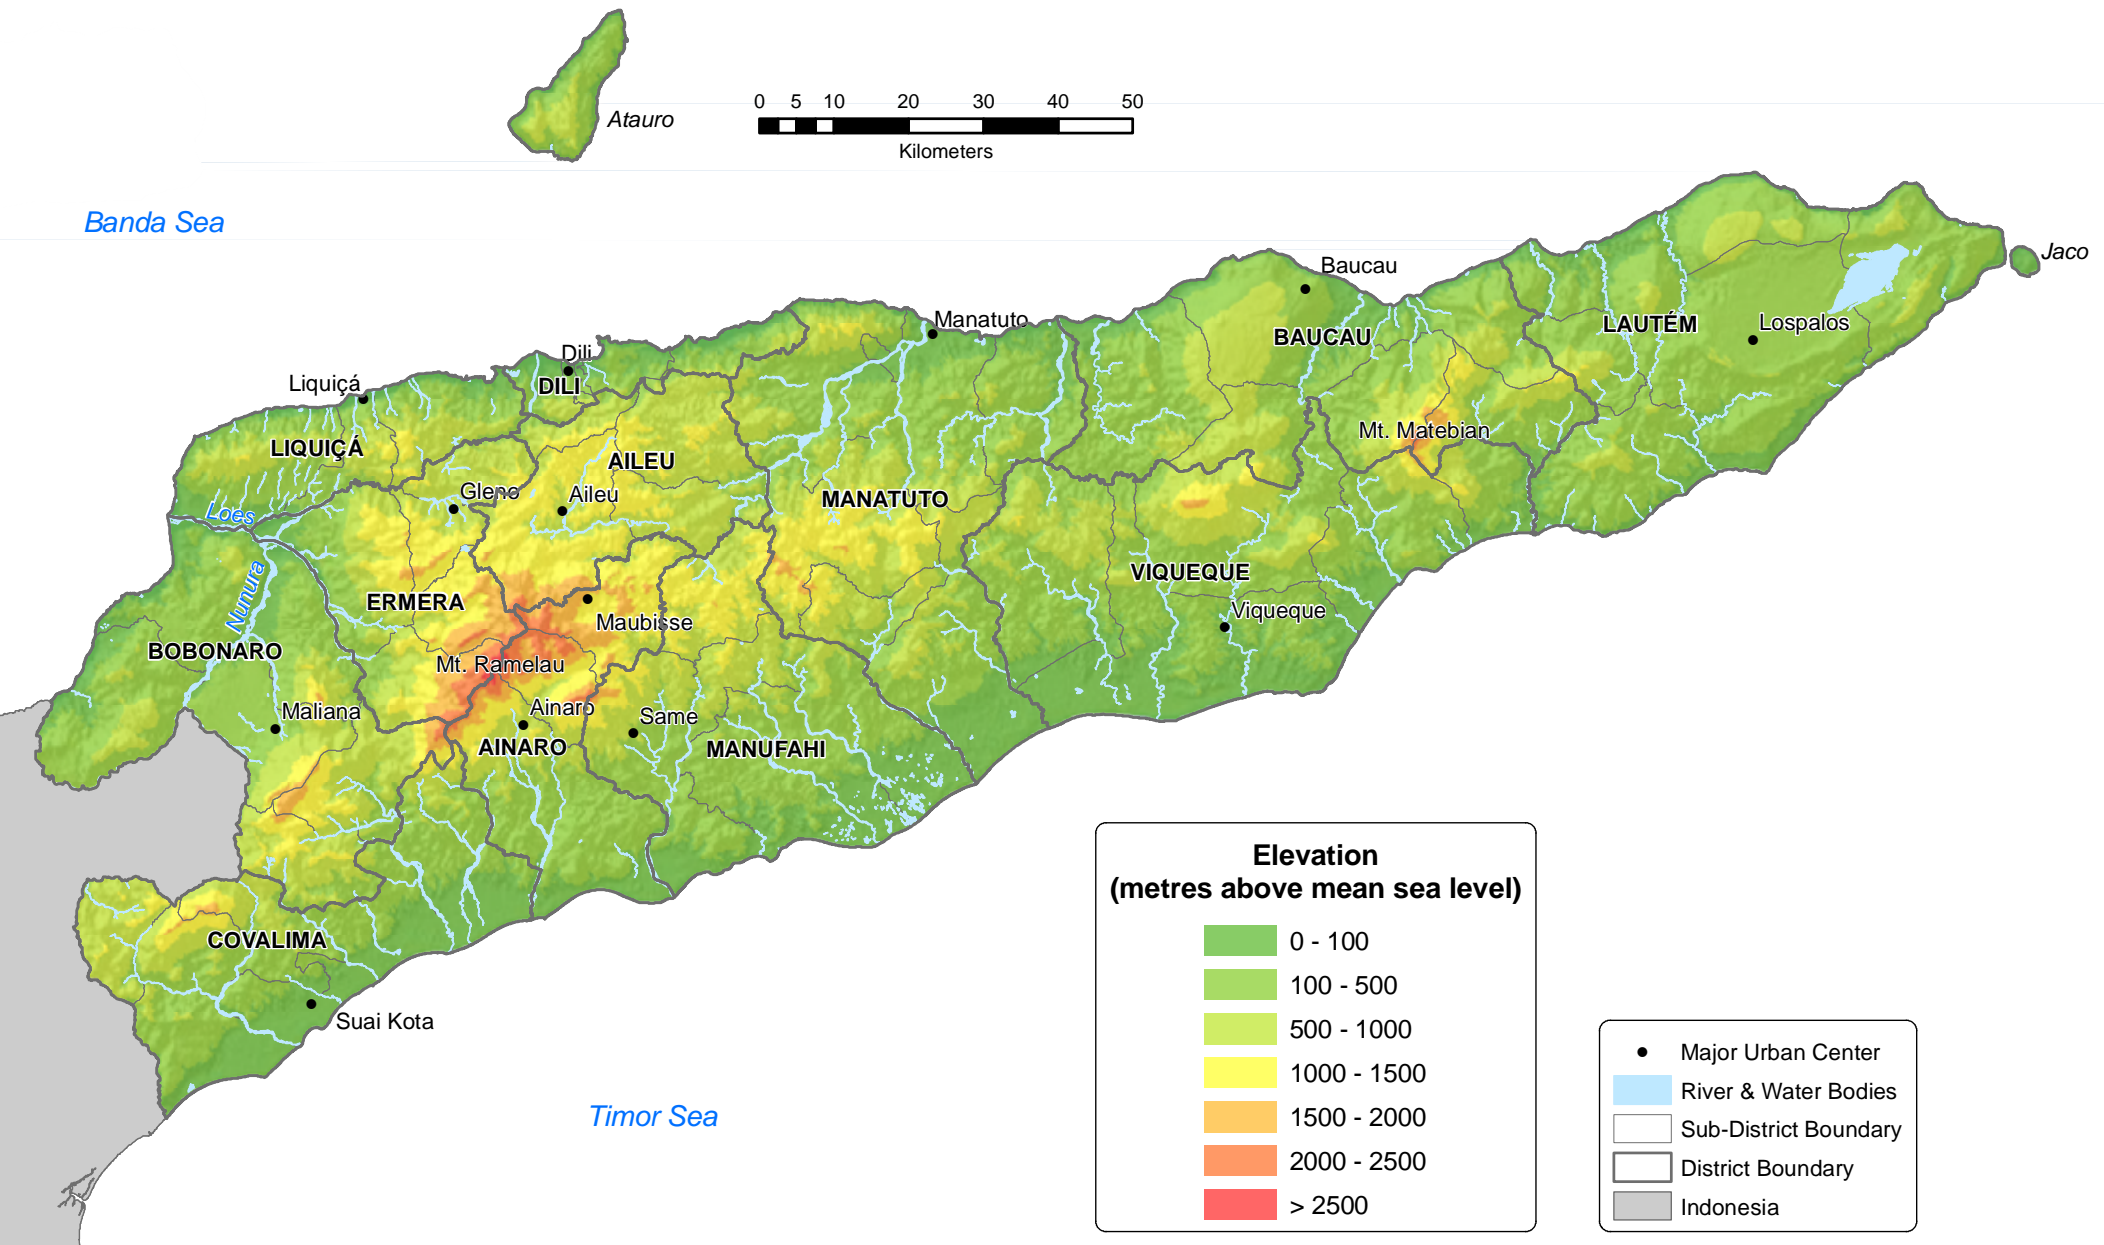 Atauro
0 5 10 20 30 40 50
Kilometers
Banda Sea
Jaco
Baucau
Manatuto
BAUCAU
LAUTÉM
Lospalos
Dili
DILI
Liquiçá
LIQUIÇÁ
Mt. Matebian
AILEU
Gleno
Aileu
MANATUTO
Loes
Nunura
VIQUEQUE
ERMERA
Viqueque
Maubisse
BOBONARO
Mt. Ramelau
Maliana
Ainaro
Same
AINARO
MANUFAHI
COVALIMA
Suai Kota
Timor Sea
Elevation
(metres above mean sea level)
0 - 100
100 - 500
500 - 1000
1000 - 1500
1500 - 2000
2000 - 2500
> 2500
Major Urban Center
River & Water Bodies
Sub-District Boundary
District Boundary
Indonesia